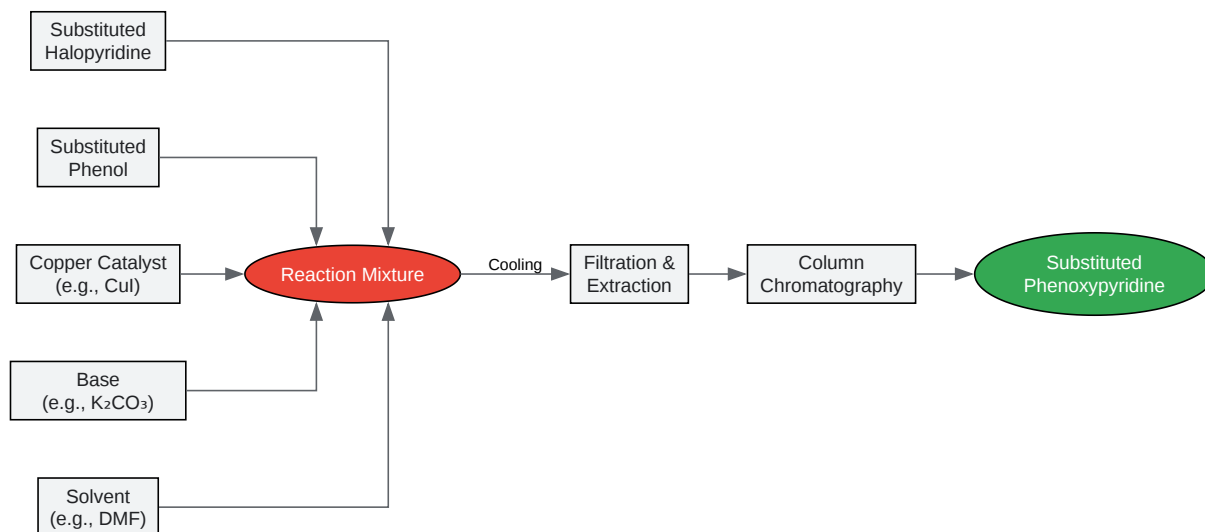 Substituted
Halopyridine
Substituted
Phenol
Copper Catalyst
(e.g., CuI)
Base
(e.g., K₂CO₃)
Solvent
(e.g., DMF)
Reaction Mixture
Cooling
Filtration &
Extraction
Column
Chromatography
Substituted
Phenoxypyridine